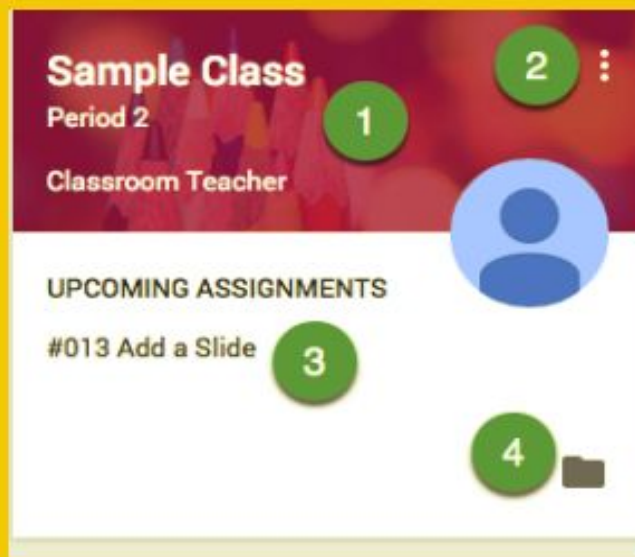 Sample Class
2
Period 2
1
Classroom Teacher
UPCOMING ASSIGNMENTS
#013 Add a Slide
3
4